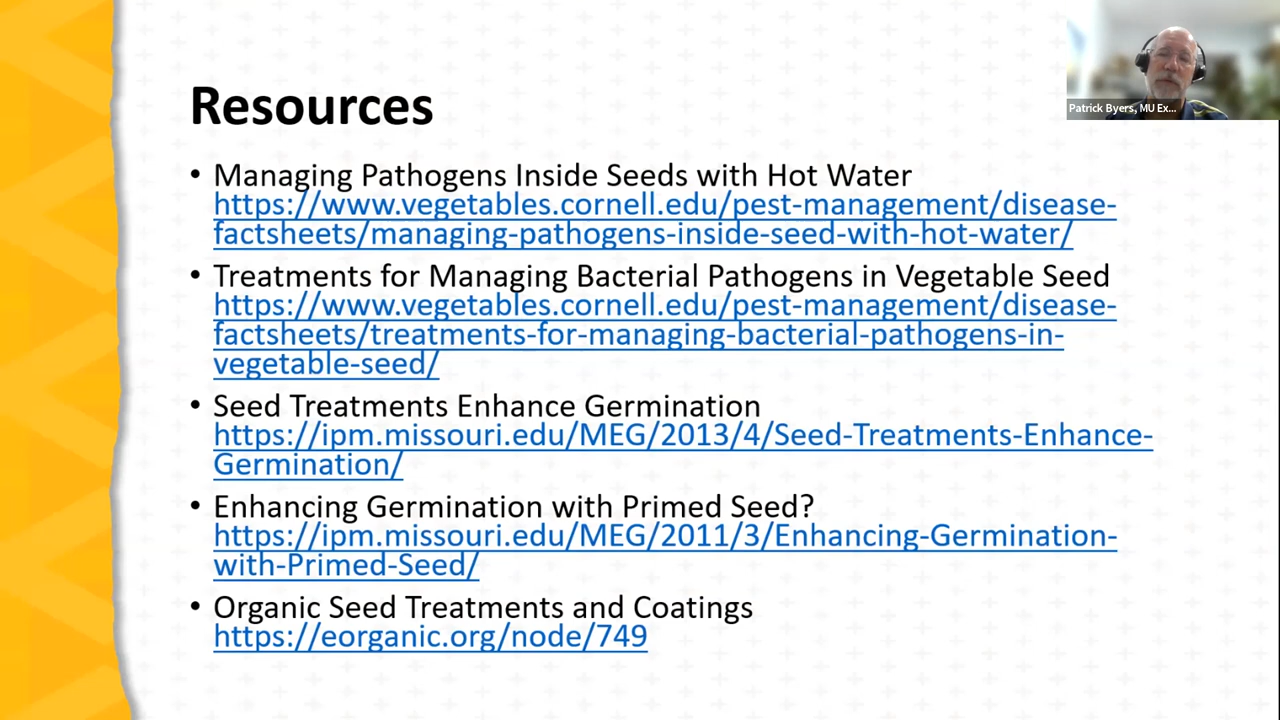 Patrick Byers, MU Ex...
Resources
• Managing Pathogens Inside Seeds with Hot Water
https://www.vegetables.cornell.edu/pest-management/disease-
factsheets/managing-pathogens-inside-seed-with-hot-water/
• Treatments for Managing Bacterial Pathogens in Vegetable Seed
https://www.vegetables.cornell.edu/pest-management/disease-
factsheets/treatments-for-managing-bacterial-pathogens-in-
vegetable-seed/
• Seed Treatments Enhance Germination
https://ipm.missouri.edu/MEG/2013/4/Seed-Treatments-Enhance-
Germination/
• Enhancing Germination with Primed Seed?
https://ipm.missouri.edu/MEG/2011/3/Enhancing-Germination-
with-Primed-Seed/
• Organic Seed Treatments and Coatings
https://eorganic.org/node/749